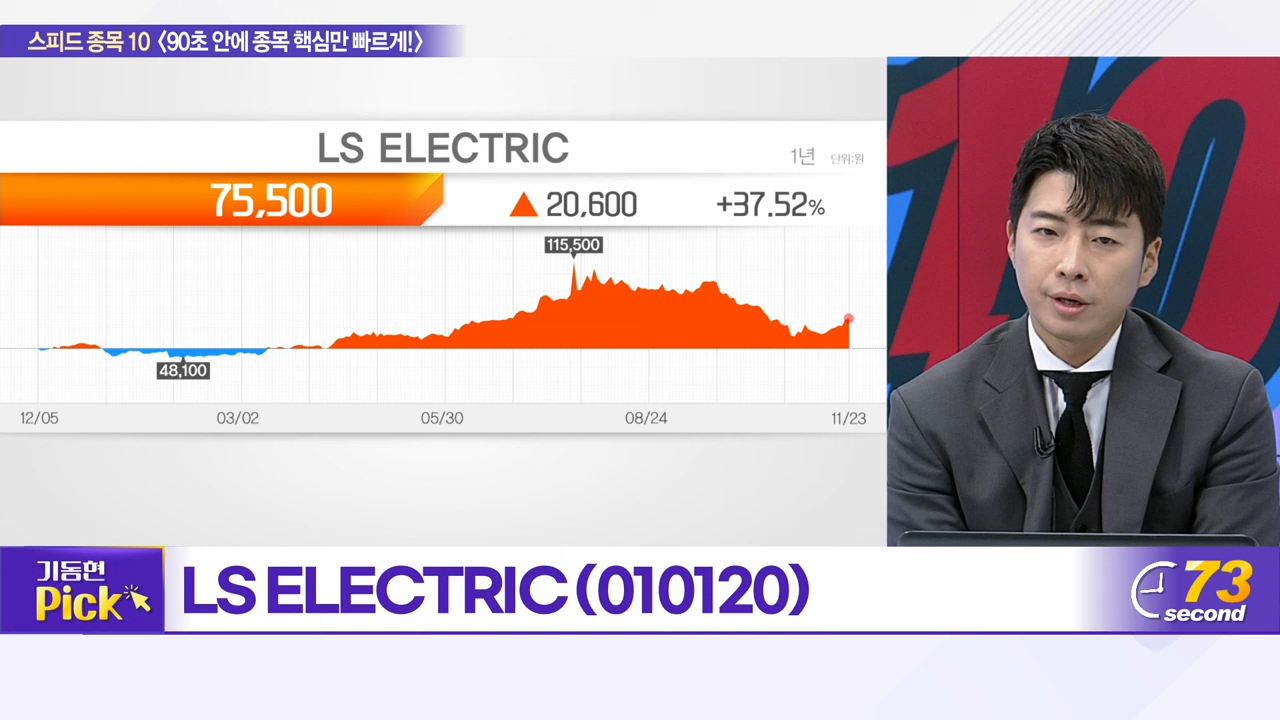 스피드 종목 10 〈90초 안에 종목 핵심만 빠르게!〉
LS ELECTRIC
1년 단위:원
75,500 ▲ 20,600 +37.52%
115,500
48,100
12/05 03/02 05/30 08/24 11/23
기동현
Pick
LS ELECTRIC (010120)
73
second